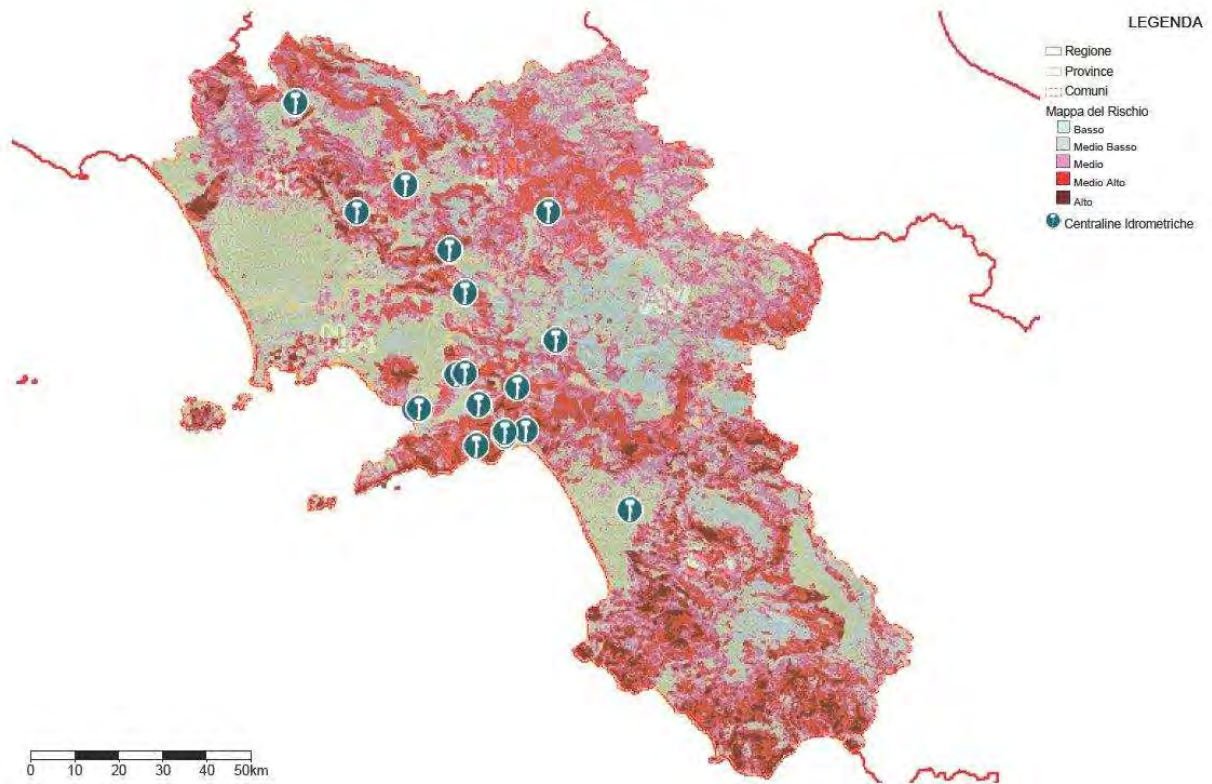 LEGENDA
Regione
Province
Comuni
Mappa del Rischio
Basso
Medio Basso
Medio
Medio Alto
Alto
Centraline Idrometriche
0 10 20 30 40 50km